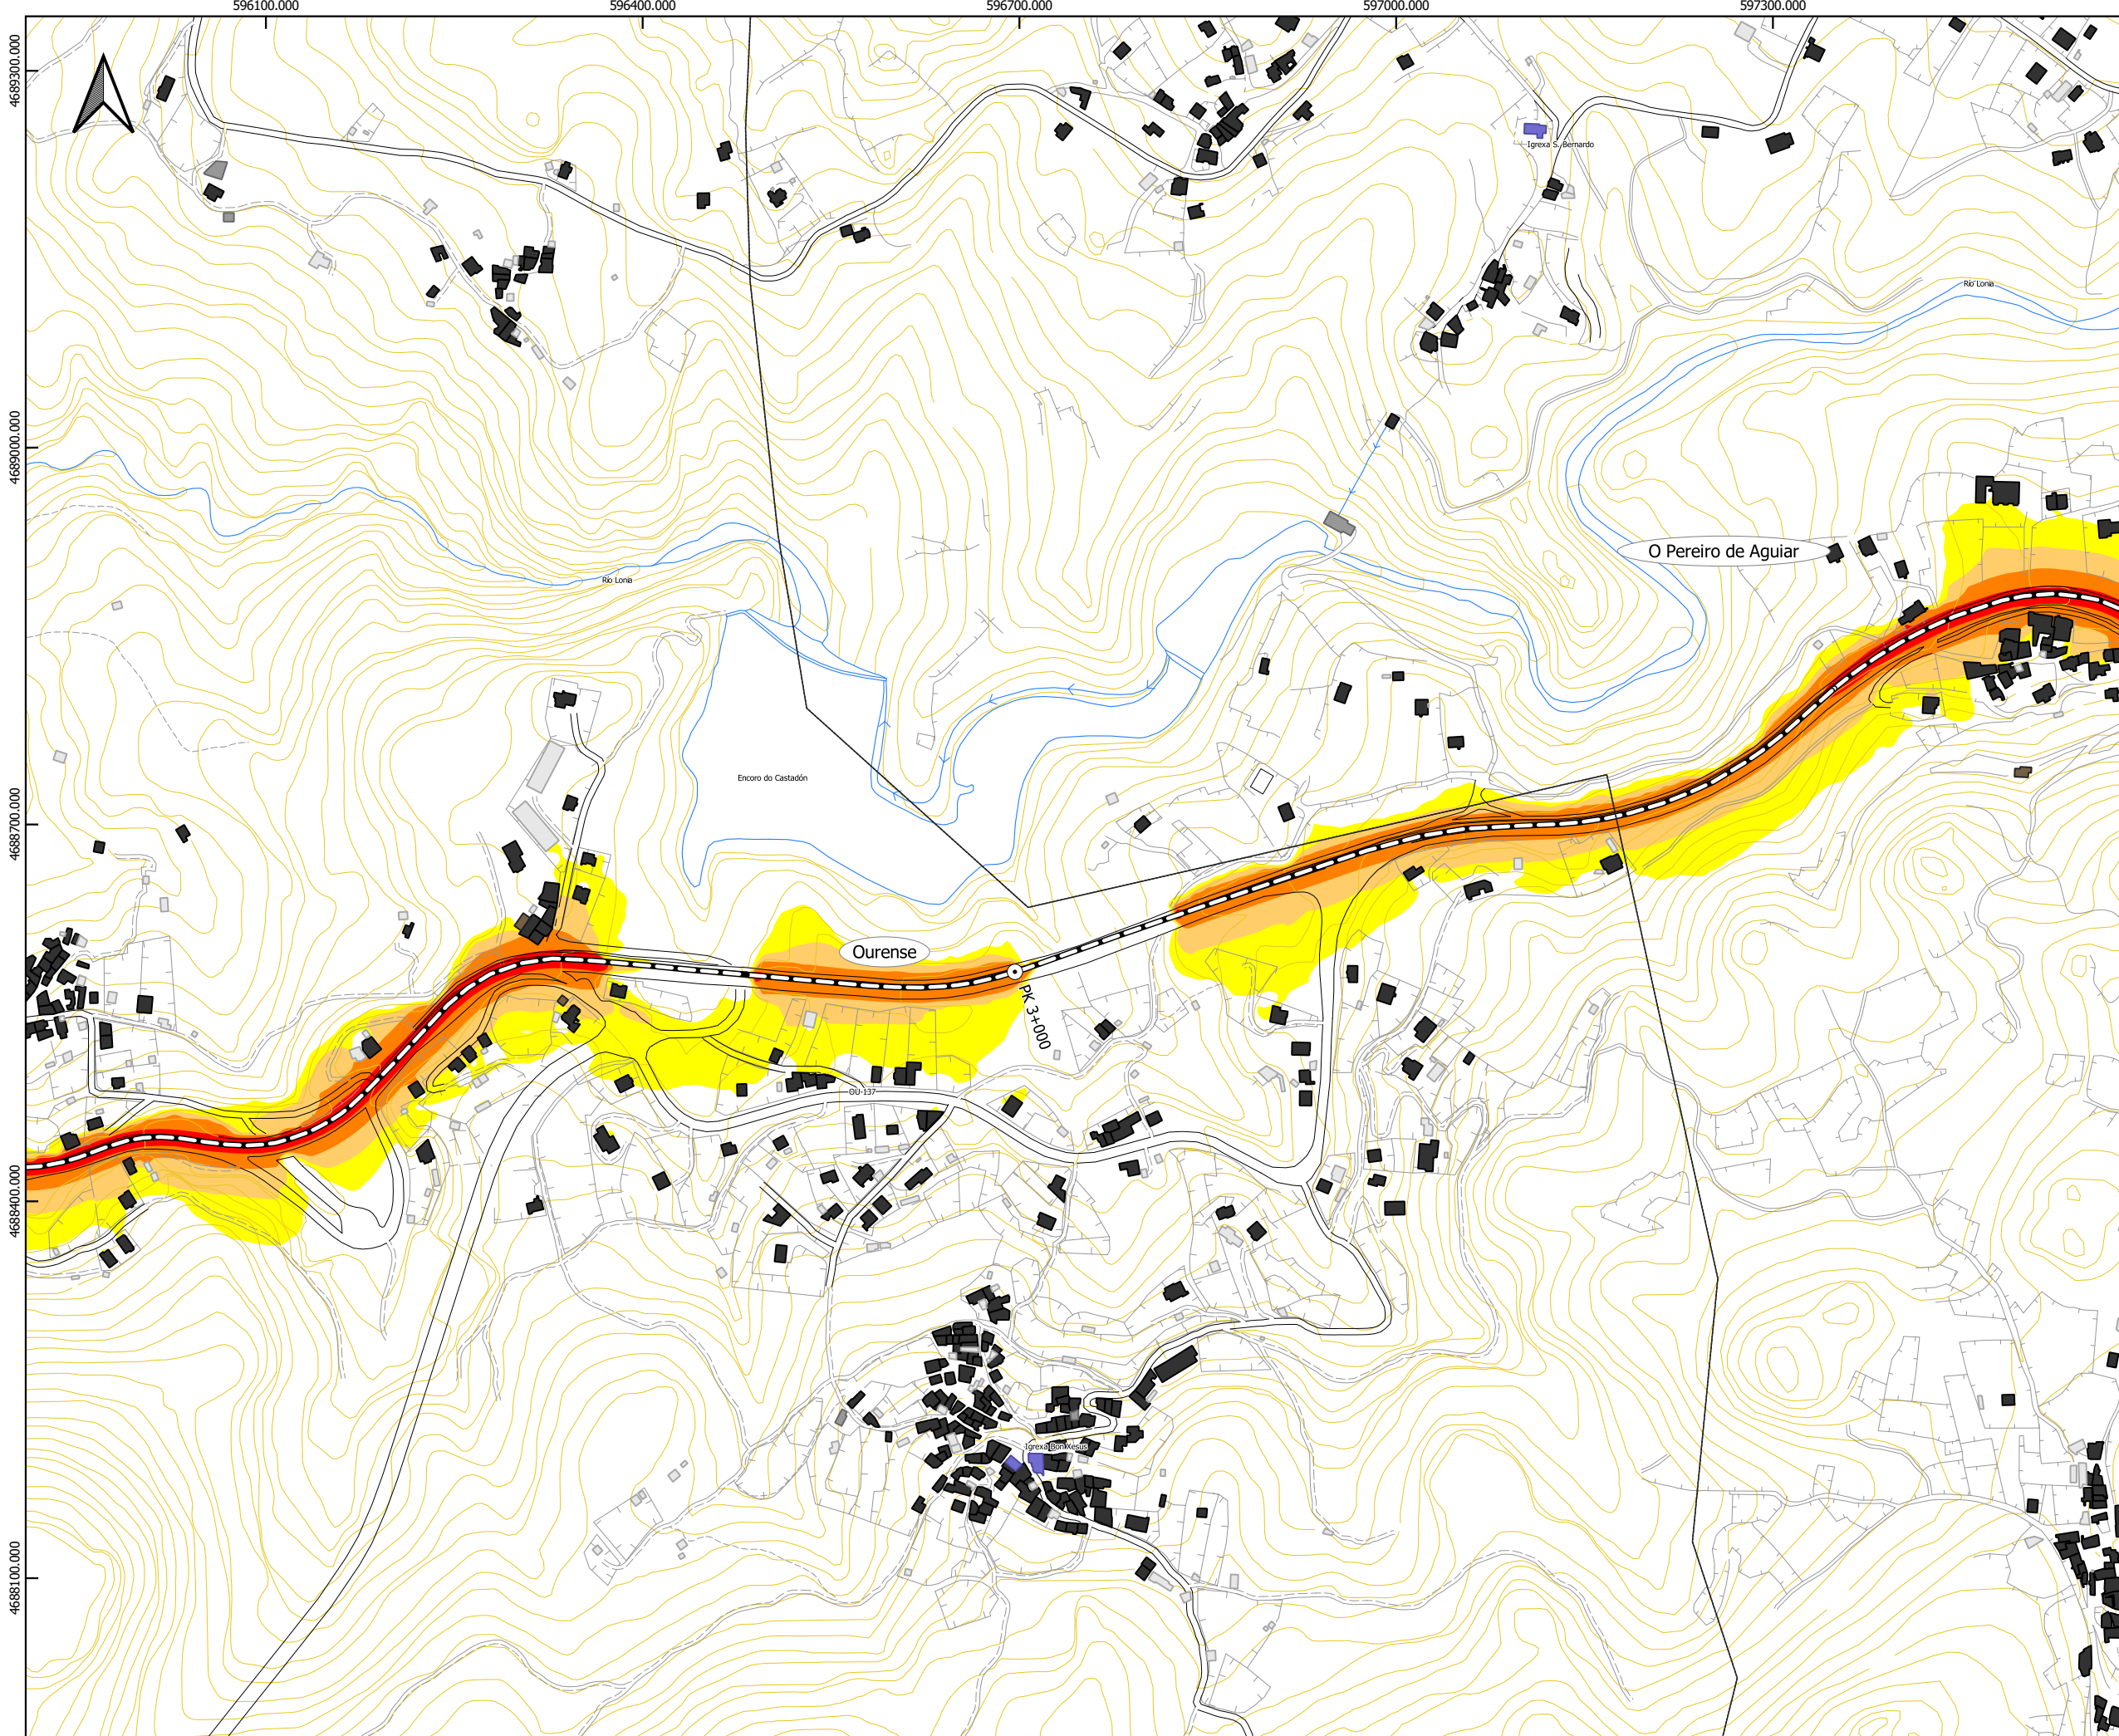 596100.000
596400.000
596700.000
597000.000
597300.000
4689300.000
Igrexa S. Bernardo
Río Lonia
4689000.000
O Pereiro de Aguiar
Río Lonia
Encoro do Castadón
4688700.000
Ourense
PK 3+000
OU-137
4688400.000
Igrexa Bon Xesus
4688100.000